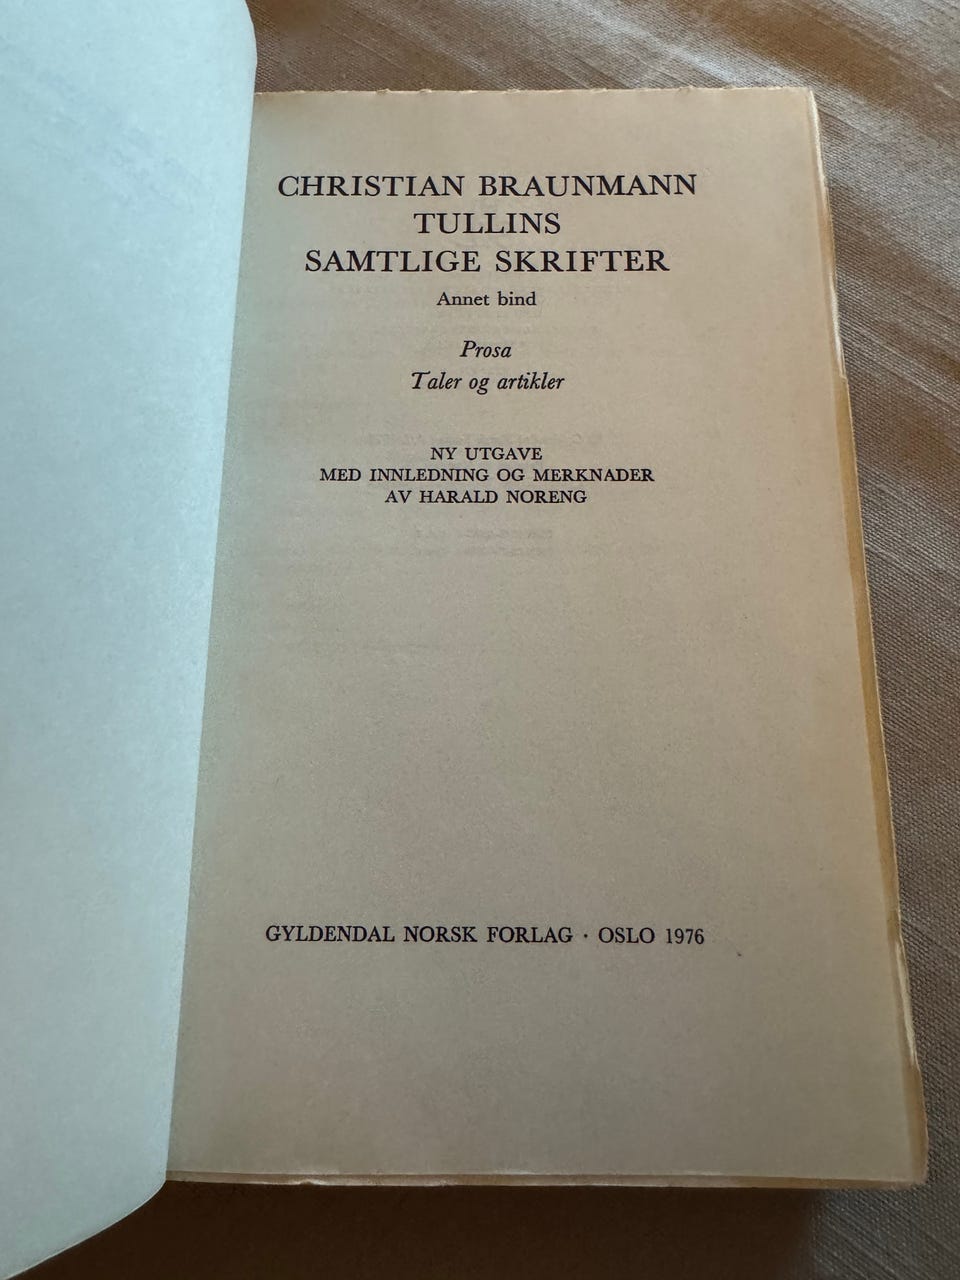 CHRISTIAN BRAUNMANN
TULLINS
SAMTLIGE SKRIFTER
Annet bind
Prosa
Taler og artikler
NY UTGAVE
MED INNLEDNING OG MERKNADER
AV HARALD NORENG
GYLDENDAL NORSK FORLAG · OSLO 1976